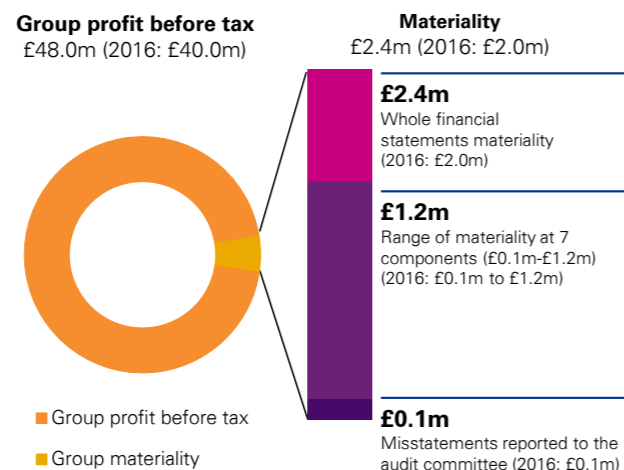 Group profit before tax
£48.0m (2016: £40.0m)
Materiality
£2.4m (2016: £2.0m)
£2.4m
Whole financial
statements materiality
(2016: £2.0m)
£1.2m
Range of materiality at 7
components (£0.1m-£1.2m)
(2016: £0.1m to £1.2m)
£0.1m
Misstatements reported to the
audit committee (2016: £0.1m)
Group profit before tax
Group materiality